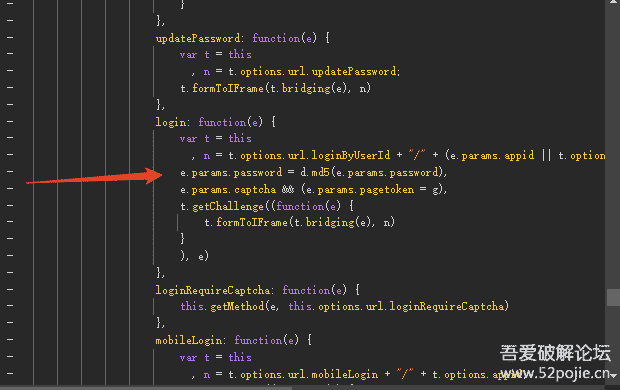 }
},
updatePassword: function(e) {
var t = this
, n = t.options.url.updatePassword;
t.formToIFrame(t.bridging(e), n)
},
login: function(e) {
var t = this
, n = t.options.url.loginByUserId + "/" + (e.params.appid || t.option
e.params.password = d.md5(e.params.password),
e.params.captcha && (e.params.pagetoken = g),
t.getChallenge((function(e) {
t.formToIFrame(t.bridging(e), n)
}
), e)
},
loginRequireCaptcha: function(e) {
this.getMethod(e, this.options.url.loginRequireCaptcha)
},
mobileLogin: function(e) {
var t = this
, n = t.options.url.mobileLogin + "/" + t.options.appid,
吾爱破解论坛
www.52pojie.cn